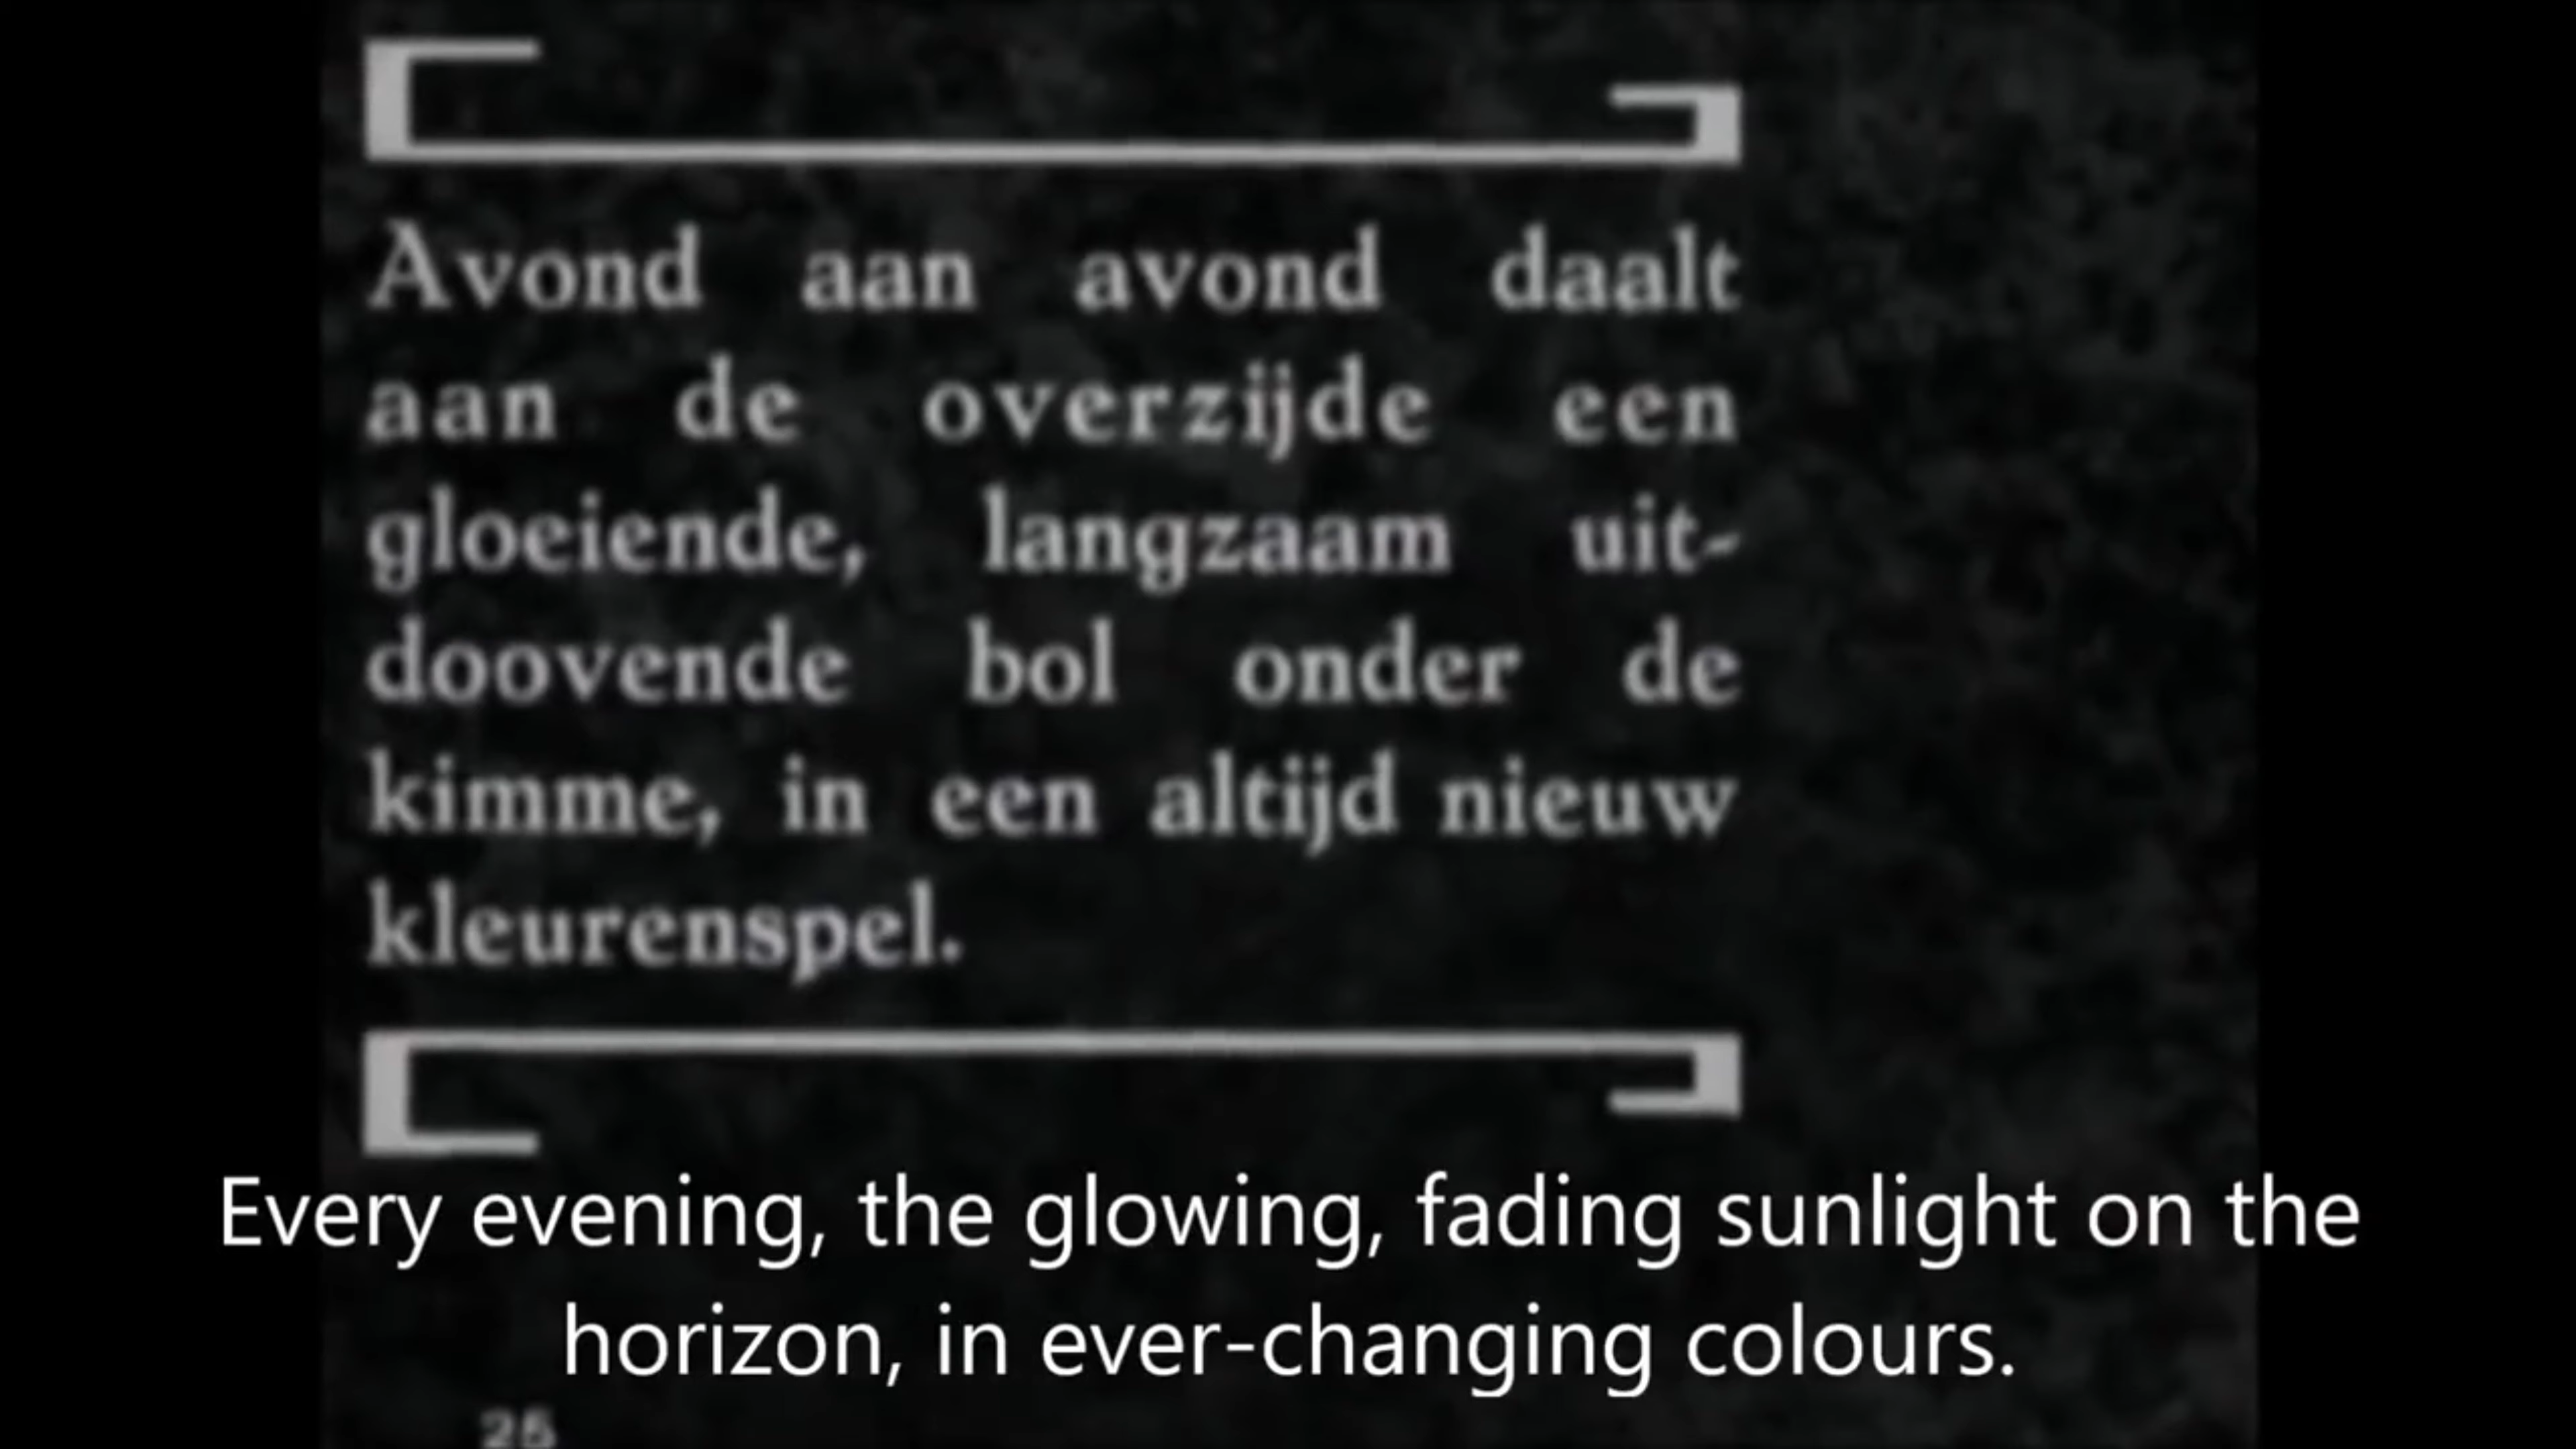 Avond aan avond daalt
aan de overzijde een
gloeiende, langzaam uit-
doovende bol onder de
kimme, in een altijd nieuw
kleurenspel.
Every evening, the glowing, fading sunlight on the
horizon, in ever-changing colours.
25